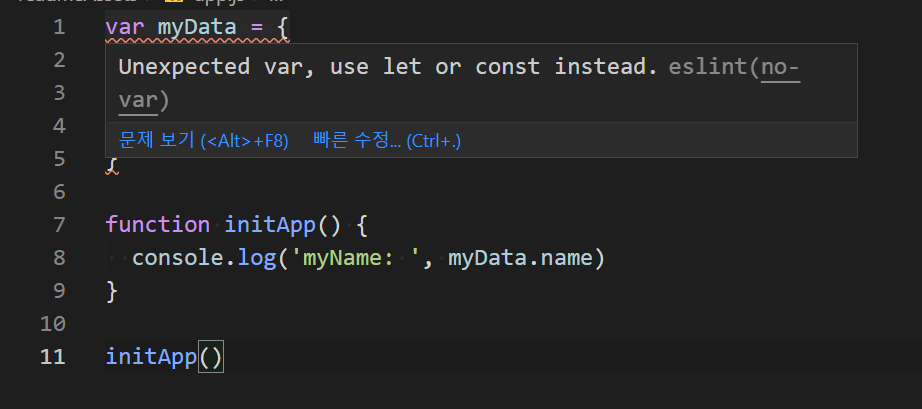 app.js
1 var myData = {
2
Unexpected var, use let or const instead. eslint(no-
3
var)
4
문제 보기 (<Alt>+F8) 빠른 수정... (Ctrl+.)
5
6
7 function initApp() {
8 console.log('myName: ', myData.name)
9 }
10
11 initApp()